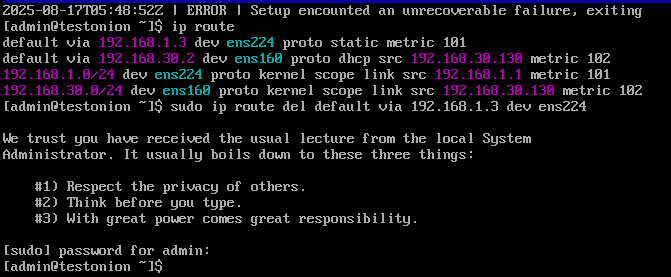 2025-08-17T05:48:52Z | ERROR | Setup encounted an unrecoverable failure, exiting
[admin@testonion ~]$ ip route
default via 192.168.1.3 dev ens224 proto static metric 101
default via 192.168.30.2 dev ens160 proto dhcp src 192.168.30.130 metric 102
192.168.1.0/24 dev ens224 proto kernel scope link src 192.168.1.1 metric 101
192.168.30.0/24 dev ens160 proto kernel scope link src 192.168.30.130 metric 102
[admin@testonion ~]$ sudo ip route del default via 192.168.1.3 dev ens224
We trust you have received the usual lecture from the local System
Administrator. It usually boils down to these three things:
#1) Respect the privacy of others.
#2) Think before you type.
#3) With great power comes great responsibility.
[sudo] password for admin:
[admin@testonion ~]$